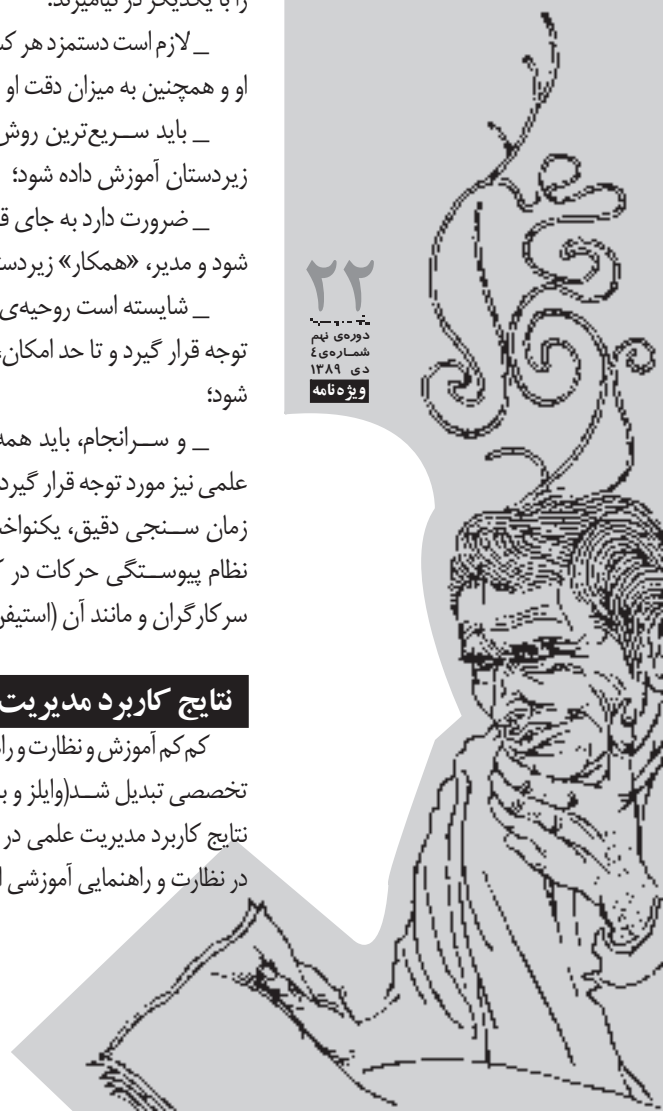 را با یکدیگر در نیامیزند.
_ لازم است دستمزد هر
او و همچنین به میزان دقت او
_ باید سریع‌ترین روش
زیردستان آموزش داده شود؛
_ ضرورت دارد به جای
شود و مدیر، «همکار»
_ شایسته است روحیه‌ی
توجه قرار گیرد و تا حد امکان،
شود؛
_ و سرانجام، باید همه
علمی نیز مورد توجه قرار گیرد
زمان سنجی دقیق،
نظام پیوستگی حرکات در
سرکارگران و مانند آن
نتایج کاربرد مدیریت
کم کم آموزش و نظارت و
تخصصی تبدیل شد(وایلز و
نتایج کاربرد مدیریت علمی در
در نظارت و راهنمایی آموزشی
۲۲
دوره‌ی نهم
شماره‌ی ٤
دی ۱۳۸۹
ویژه‌نامه